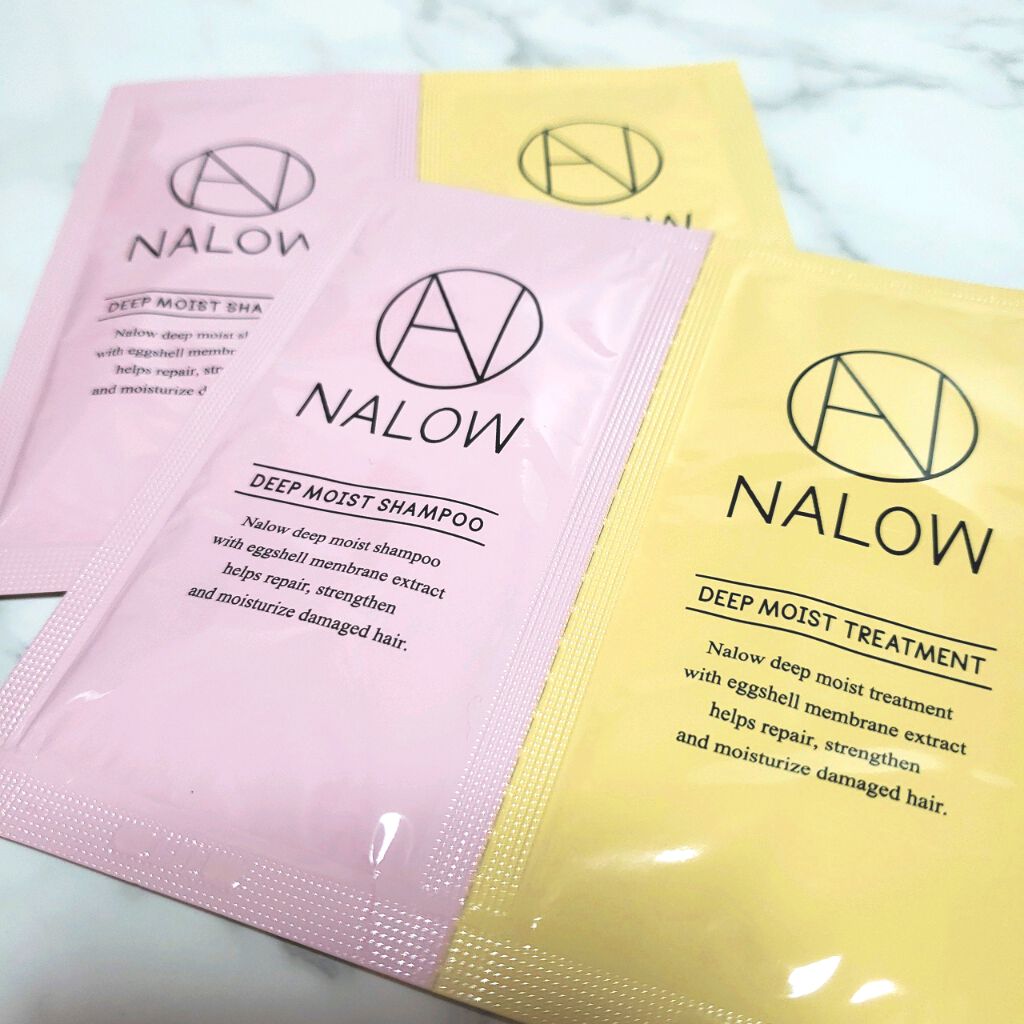 NALOW
DEEP MOIST SHA
Nalow deep moist
with eggshell
helps repair,
and moisturize
NALOW
DEEP MOIST SHAMPOO
Nalow deep moist shampoo
with eggshell membrane extract
helps repair, strengthen
and moisturize damaged hair.
NALOW
DEEP MOIST TREATMENT
Nalow deep moist treatment
with eggshell membrane extract
helps repair, strengthen
and moisturize damaged hair.